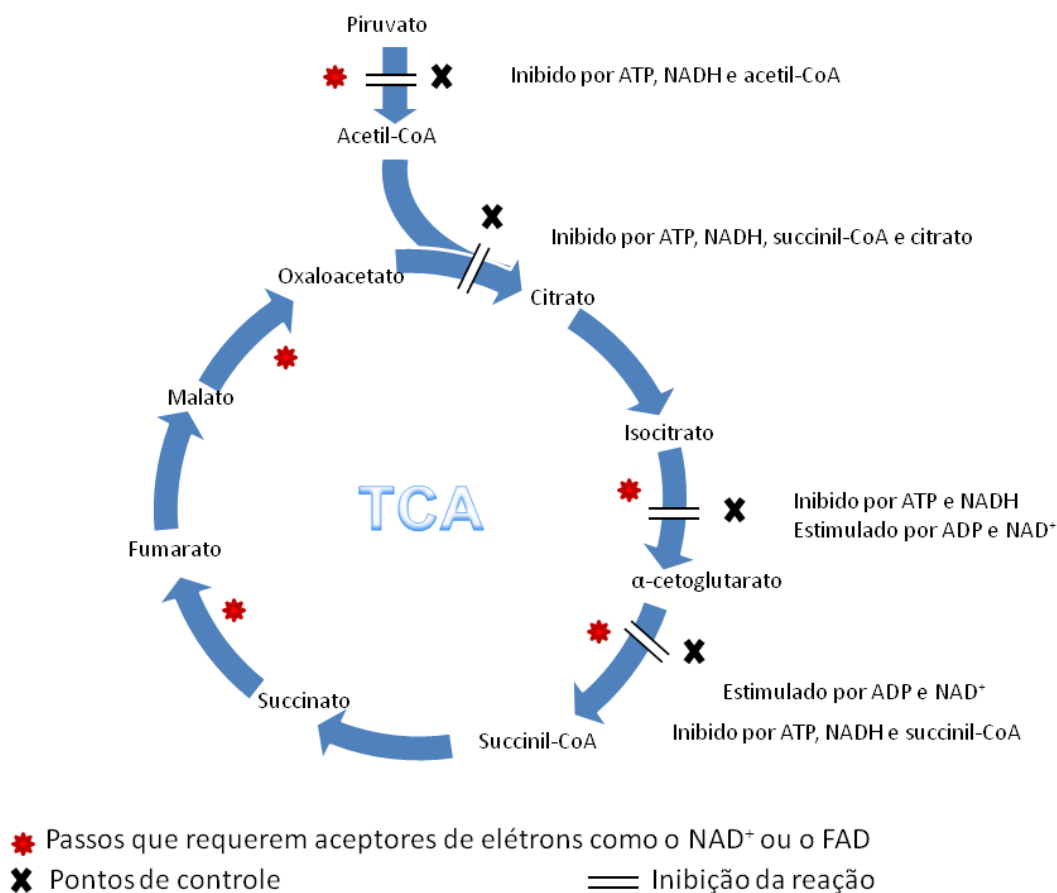 Piruvato
Inibido por ATP, NADH e acetil-CoA
Acetil-CoA
Inibido por ATP, NADH, succinil-CoA e citrato
Oxaloacetato
Citrato
Malato
Isocitrato
TCA
Inibido por ATP e NADH
Estimulado por ADP e NAD⁺
Fumarato
α-cetoglutarato
Estimulado por ADP e NAD⁺
Succinato
Inibido por ATP, NADH e succinil-CoA
Succinil-CoA
Passos que requerem aceptores de elétrons como o NAD⁺ ou o FAD
Pontos de controle
Inibição da reação